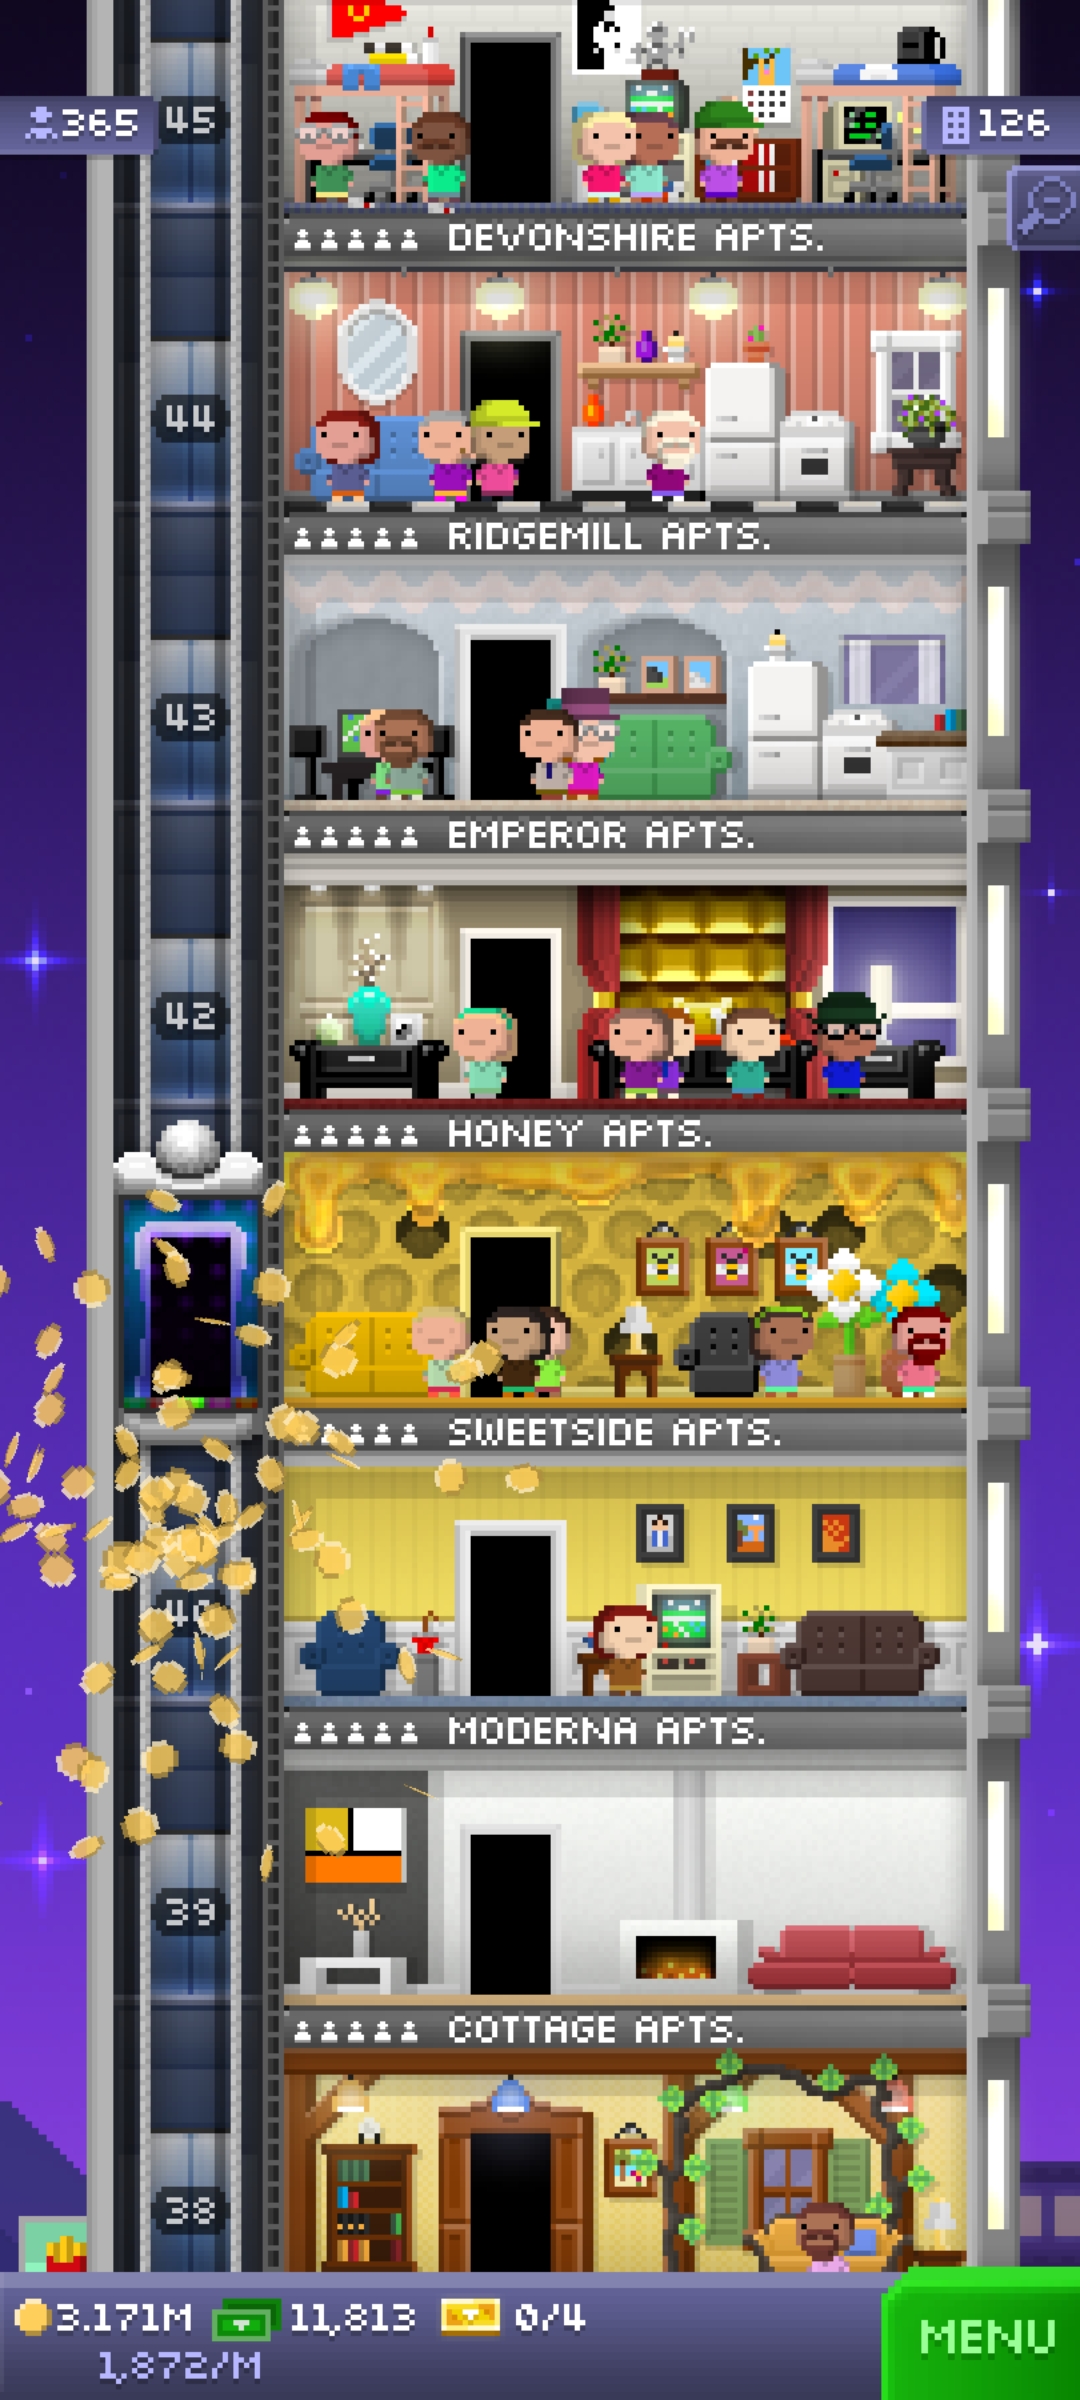 365
45
126
DEVONSHIRE APTS.
44
RIDGEMILL APTS.
43
EMPEROR APTS.
42
HONEY APTS.
SWEETSIDE APTS.
40
MODERNA APTS.
39
COTTAGE APTS.
38
3.171M 11,813 0/4
1,872/M
MENU